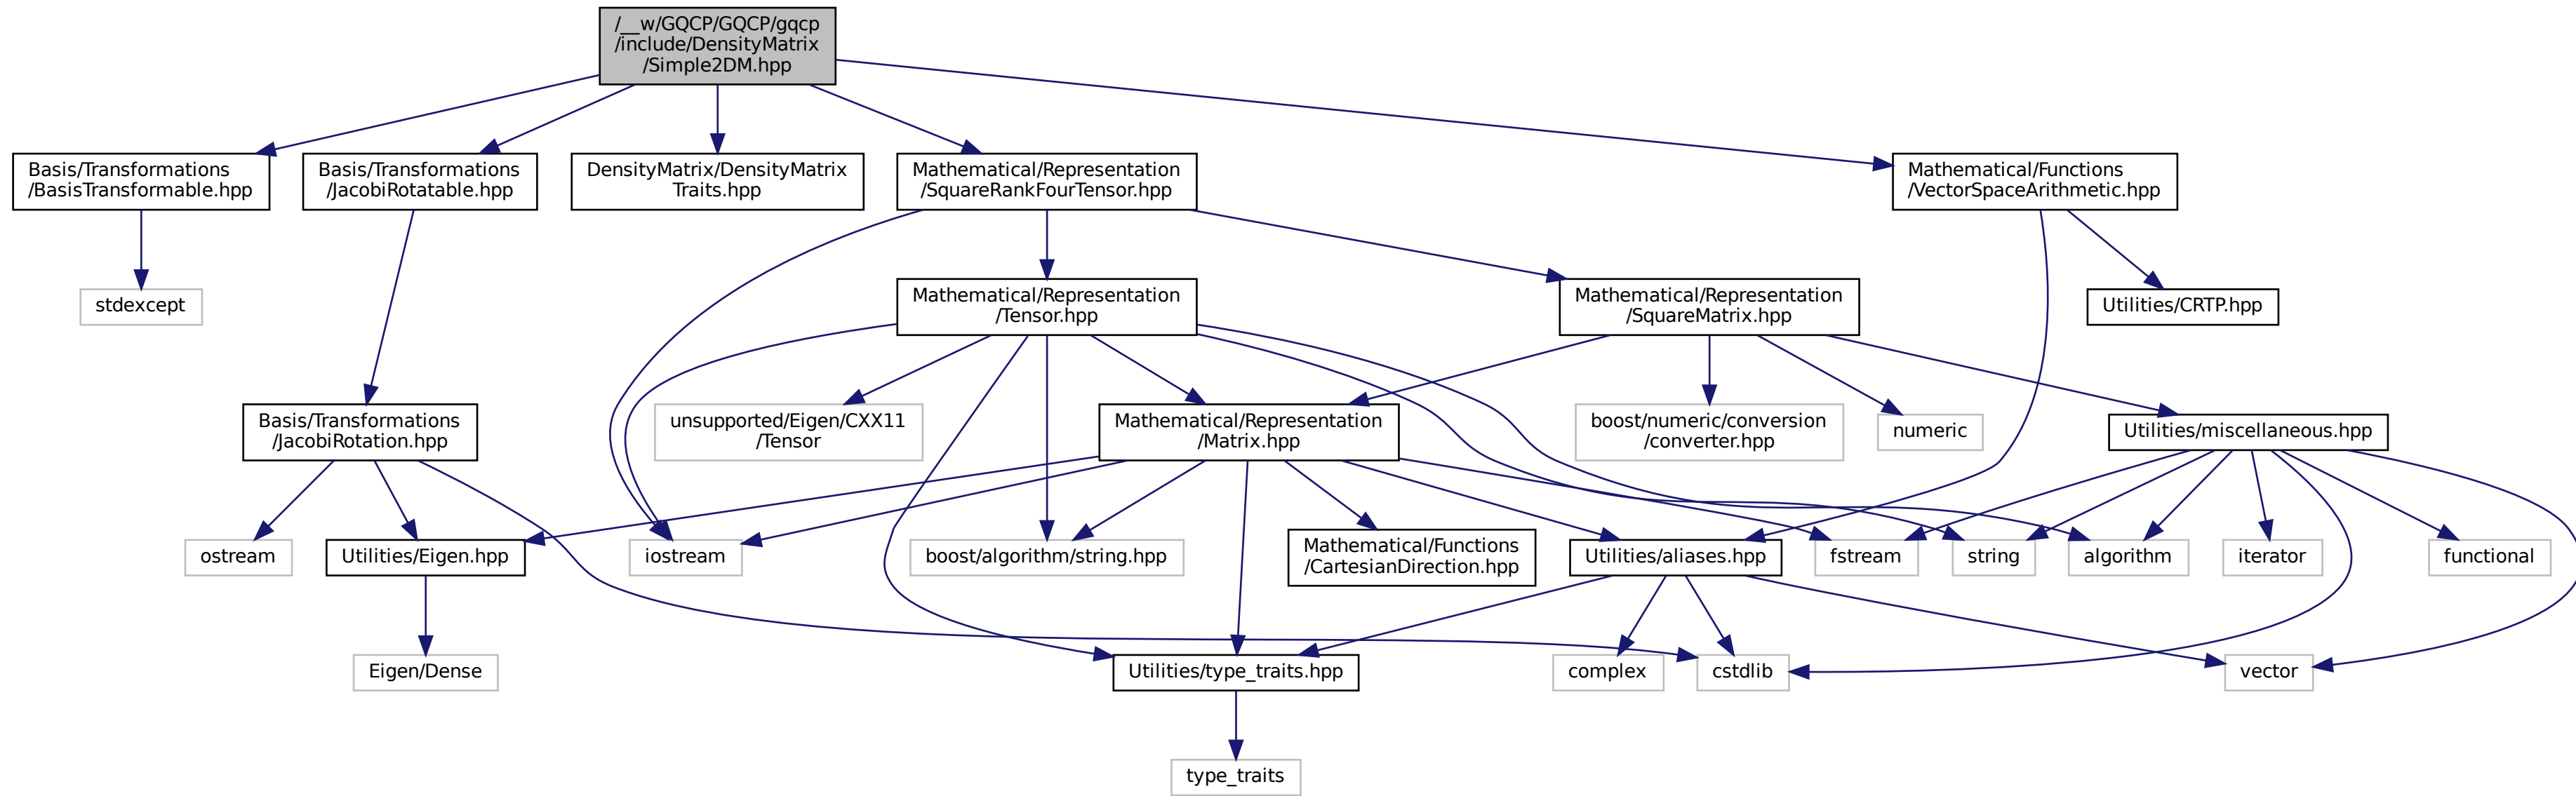 /__w/GQCP/GQCP/gqcp
/include/DensityMatrix
/Simple2DM.hpp
Basis/Transformations
/BasisTransformable.hpp
Basis/Transformations
/JacobiRotatable.hpp
DensityMatrix/DensityMatrix
Traits.hpp
Mathematical/Representation
/SquareRankFourTensor.hpp
Mathematical/Functions
/VectorSpaceArithmetic.hpp
stdexcept
Mathematical/Representation
/Tensor.hpp
Mathematical/Representation
/SquareMatrix.hpp
Utilities/CRTP.hpp
Basis/Transformations
/JacobiRotation.hpp
unsupported/Eigen/CXX11
/Tensor
Mathematical/Representation
/Matrix.hpp
boost/numeric/conversion
/converter.hpp
numeric
Utilities/miscellaneous.hpp
ostream
Utilities/Eigen.hpp
iostream
boost/algorithm/string.hpp
Mathematical/Functions
/CartesianDirection.hpp
Utilities/aliases.hpp
fstream
string
algorithm
iterator
functional
Eigen/Dense
Utilities/type_traits.hpp
complex
cstdlib
vector
type_traits